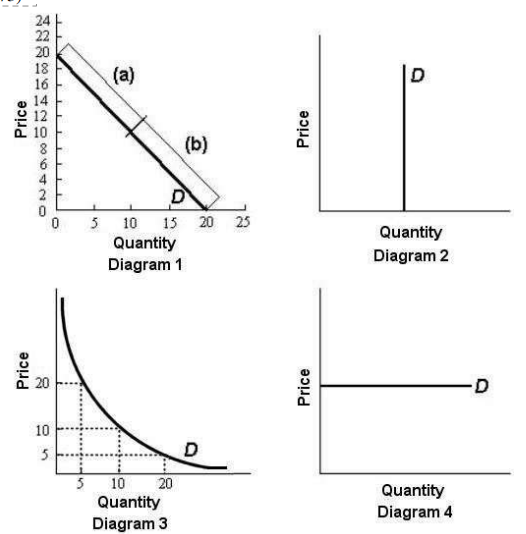 24
22
20
18
16
14
12
10
8
6
4
2
0
Price
(a)
(b)
D
0 5 10 15 20 25
Quantity
Diagram 1
Price
D
Quantity
Diagram 2
Price
20
10
5
D
5 10 20
Quantity
Diagram 3
Price
D
Quantity
Diagram 4